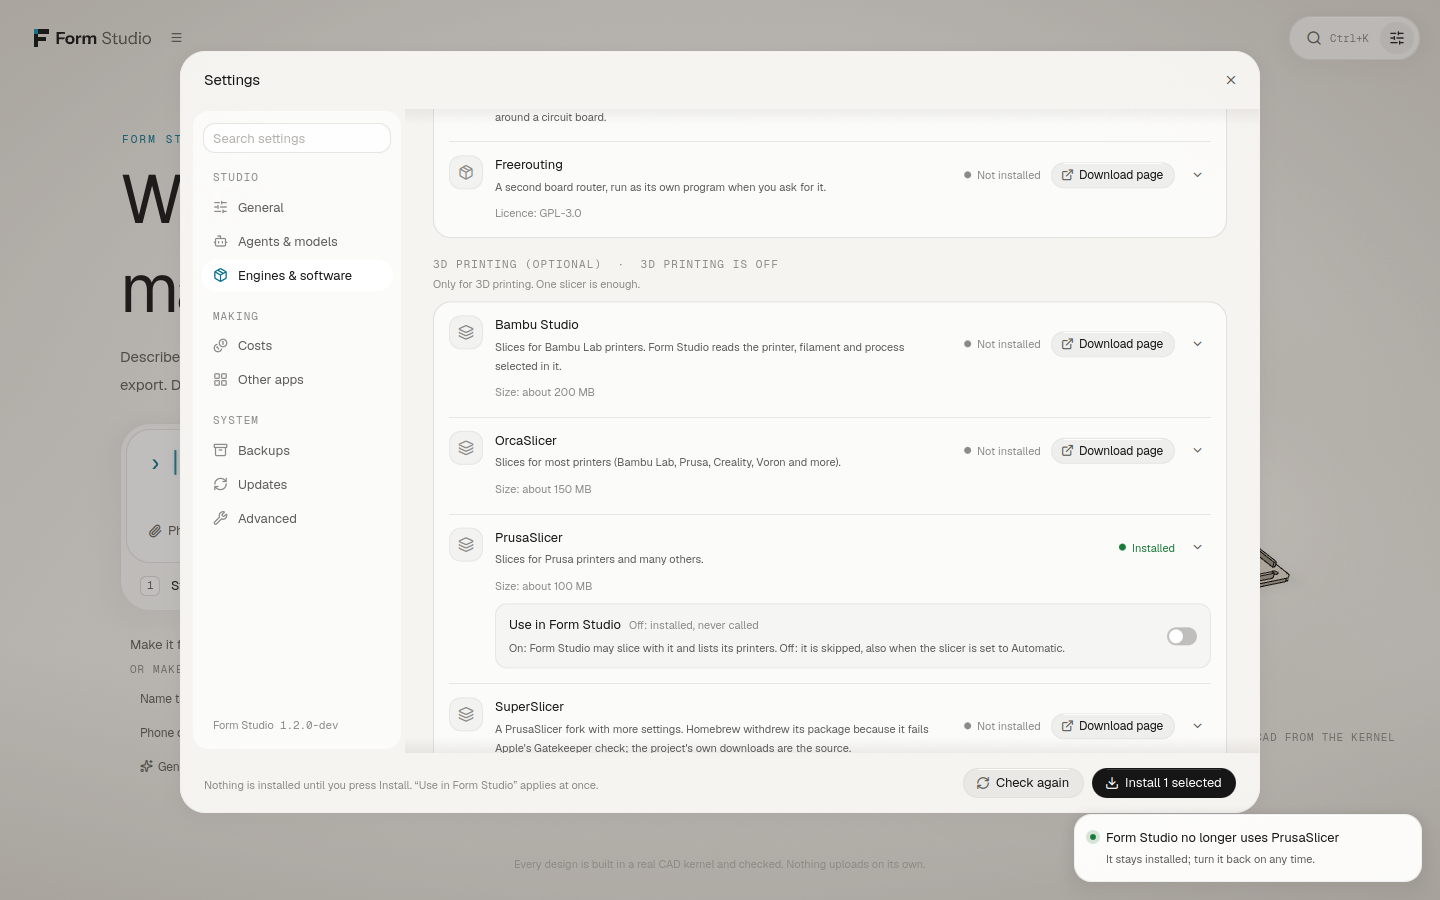 Form Studio
Ctrl+K
Settings
Search settings
STUDIO
General
Agents & models
Engines & software
MAKING
Costs
Other apps
SYSTEM
Backups
Updates
Advanced
Form Studio 1.2.0-dev
around a circuit board.
Freerouting
A second board router, run as its own program when you ask for it.
Licence: GPL-3.0
Not installed
Download page
3D PRINTING (OPTIONAL) · 3D PRINTING IS OFF
Only for 3D printing. One slicer is enough.
Bambu Studio
Slices for Bambu Lab printers. Form Studio reads the printer, filament and process
selected in it.
Size: about 200 MB
Not installed
Download page
OrcaSlicer
Slices for most printers (Bambu Lab, Prusa, Creality, Voron and more).
Size: about 150 MB
Not installed
Download page
PrusaSlicer
Slices for Prusa printers and many others.
Size: about 100 MB
Installed
Use in Form Studio Off: installed, never called
On: Form Studio may slice with it and lists its printers. Off: it is skipped, also when the slicer is set to Automatic.
SuperSlicer
A PrusaSlicer fork with more settings. Homebrew withdrew its package because it fails
Apple's Gatekeeper check; the project's own downloads are the source.
Not installed
Download page
Nothing is installed until you press Install. “Use in Form Studio” applies at once.
Check again
Install 1 selected
Form Studio no longer uses PrusaSlicer
It stays installed; turn it back on any time.
FORM ST
W
ma
Describe
export. D
Ph
1
Make it f
OR MAKE
Name t
Phone c
Gen
CAD FROM THE KERNEL
Every design is built in a real CAD kernel and checked. Nothing uploads on its own.